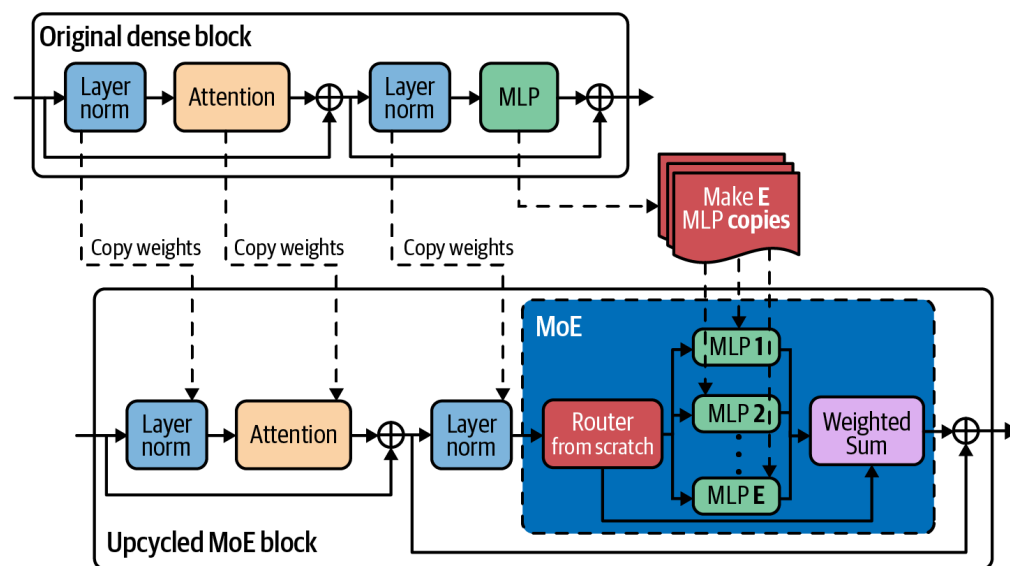 Original dense block
Layer
norm
Attention
Layer
norm
MLP
Make E
MLP copies
Copy weights
Copy weights
Copy weights
MoE
MLP 1
Layer
norm
Attention
Layer
norm
Router
from scratch
MLP 2
Weighted
Sum
MLP E
Upcycled MoE block